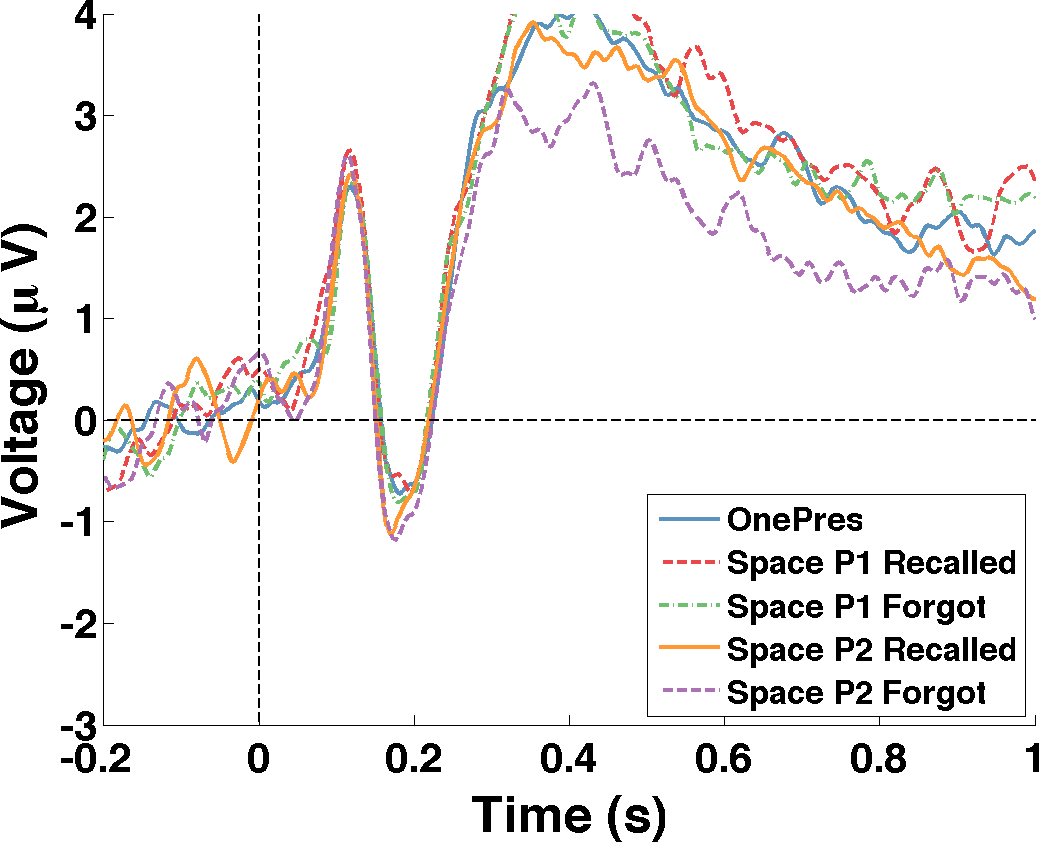 4
3
2
1
0
-1
-2
-3
Voltage (μ V)
-0.2 0 0.2 0.4 0.6 0.8 1
Time (s)
OnePres
Space P1 Recalled
Space P1 Forgot
Space P2 Recalled
Space P2 Forgot